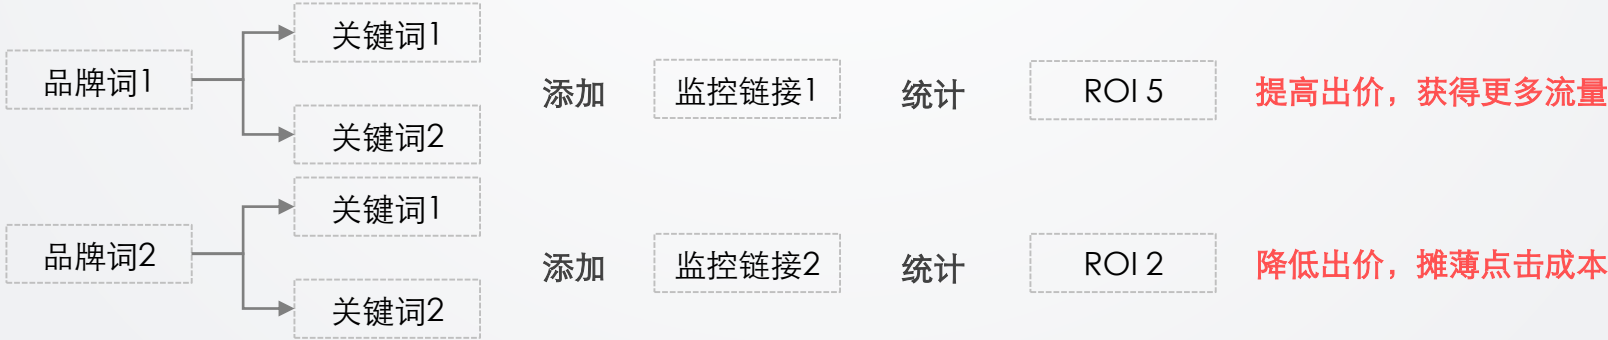 关键词1
品牌词1
添加
监控链接1
统计
ROI 5
提高出价，获得更多流量
关键词2
关键词1
品牌词2
添加
监控链接2
统计
ROI 2
降低出价，摊薄点击成本
关键词2